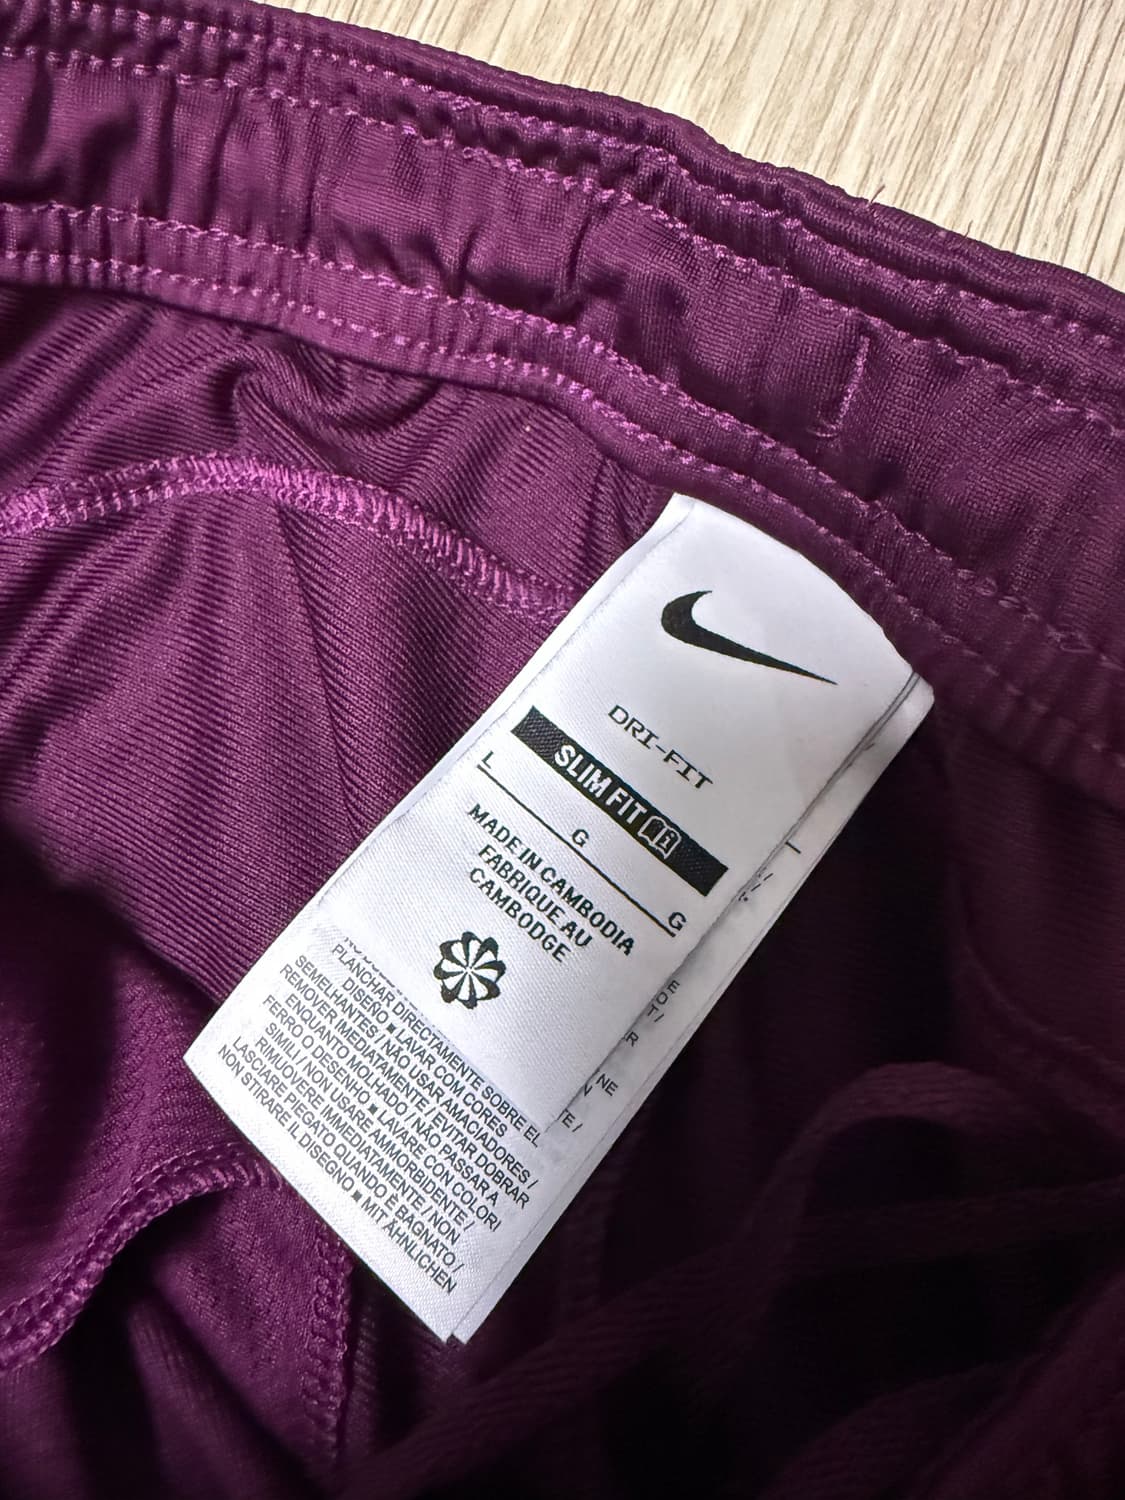 DRI-FIT
SLIM FIT
L G G
MADE IN CAMBODIA
FABRIQUE AU
CAMBODGE
PLANCHAR DIRECTAMENTE SOBRE EL
DISENO ■ LAVAR COM CORES
SEMELHANTES / NÃO USAR AMACIADORES /
REMOVER IMEDIATAMENTE / EVITAR DOBRAR
ENQUANTO MOLHADO / NÃO PASSAR A
FERRO O DESENHO ■ LAVARE CON COLORI
SIMILI / NON USARE AMMORBIDENTE /
RIMUOVERE IMMEDIATAMENTE / NON
LASCIARE PIEGATO QUANDO È BAGNATO /
NON STIRARE IL DISEGNO ■ MIT ÄHNLICHEN